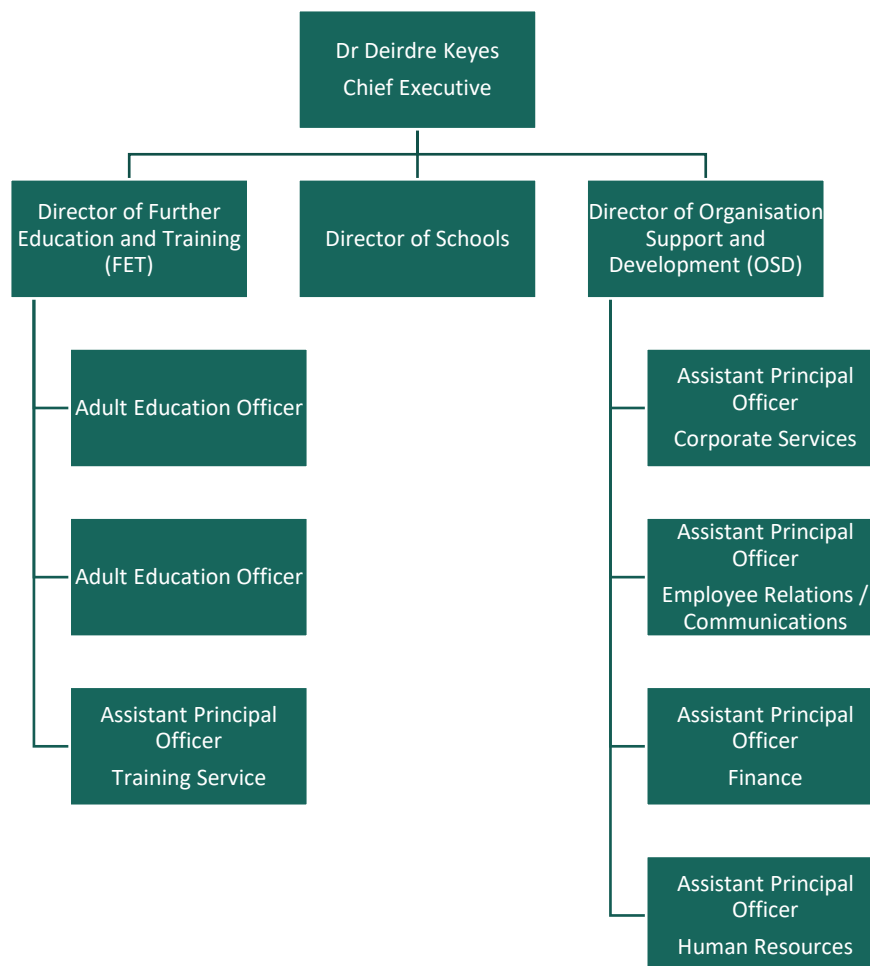 Dr Deirdre Keyes
Chief Executive
Director of Further
Education and Training
(FET)
Director of Schools
Director of Organisation
Support and
Development (OSD)
Adult Education Officer
Adult Education Officer
Assistant Principal
Officer
Training Service
Assistant Principal
Officer
Corporate Services
Assistant Principal
Officer
Employee Relations /
Communications
Assistant Principal
Officer
Finance
Assistant Principal
Officer
Human Resources